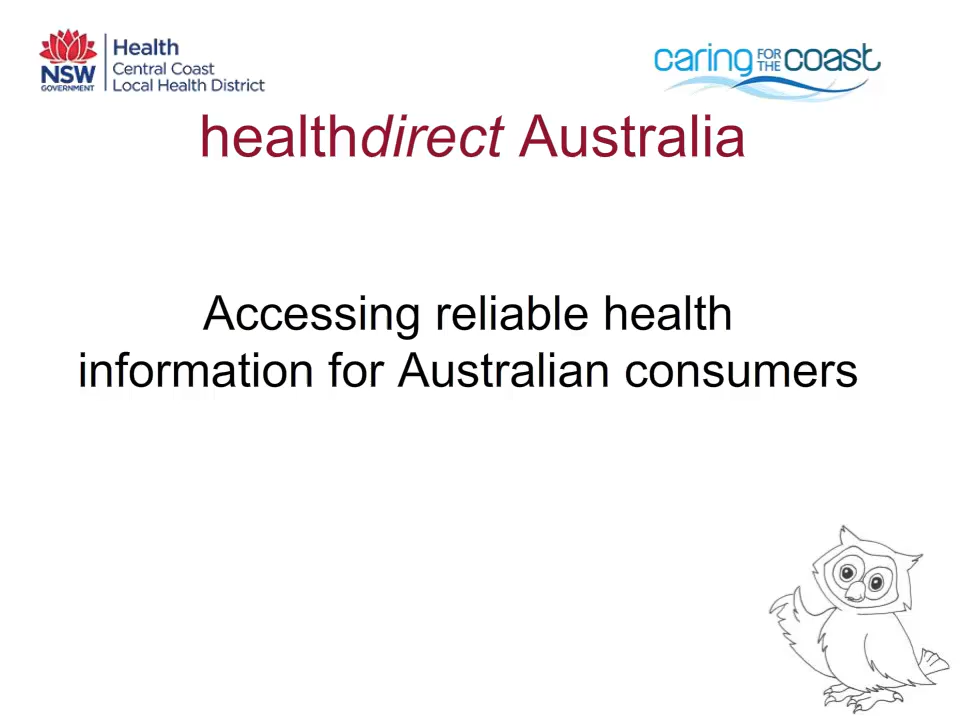 Health
Central Coast
Local Health District
NSW
GOVERNMENT
caring FOR THE coast
healthdirect Australia
Accessing reliable health
information for Australian consumers